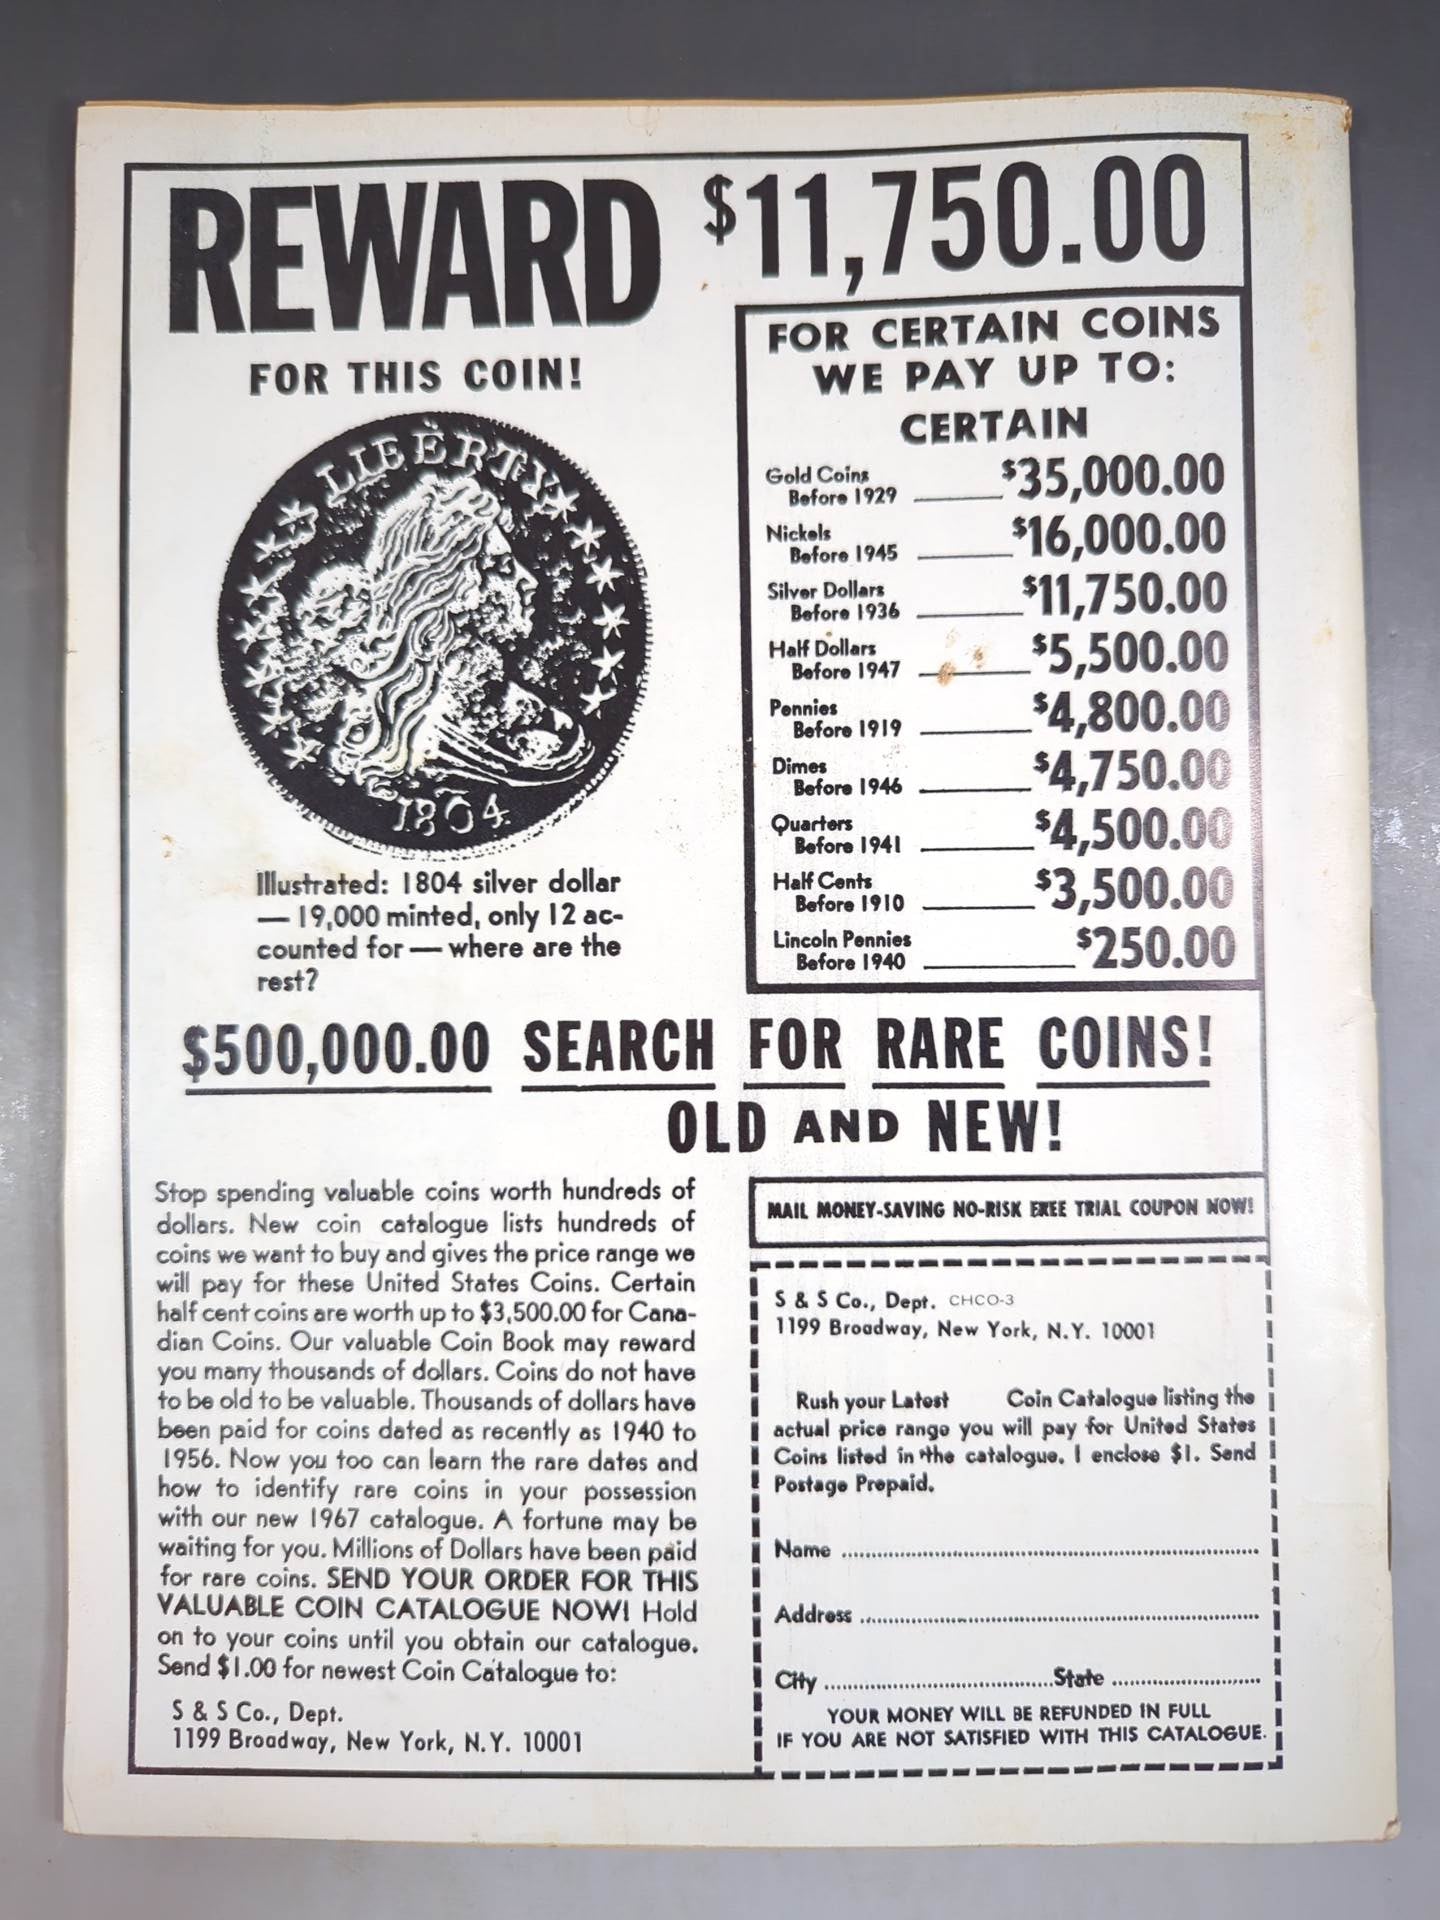 REWARD $11,750.00
FOR THIS COIN!
LIBERTY
1804
Illustrated: 1804 silver dollar
— 19,000 minted, only 12 ac-
counted for — where are the
rest?
FOR CERTAIN COINS
WE PAY UP TO:
CERTAIN
Gold Coins
Before 1929 $35,000.00
Nickels
Before 1945 $16,000.00
Silver Dollars
Before 1936 $11,750.00
Half Dollars
Before 1947 $5,500.00
Pennies
Before 1919 $4,800.00
Dimes
Before 1946 $4,750.00
Quarters
Before 1941 $4,500.00
Half Cents
Before 1910 $3,500.00
Lincoln Pennies
Before 1940 $250.00
$500,000.00 SEARCH FOR RARE COINS!
OLD AND NEW!
Stop spending valuable coins worth hundreds of
dollars. New coin catalogue lists hundreds of
coins we want to buy and gives the price range we
will pay for these United States Coins. Certain
half cent coins are worth up to $3,500.00 for Cana-
dian Coins. Our valuable Coin Book may reward
you many thousands of dollars. Coins do not have
to be old to be valuable. Thousands of dollars have
been paid for coins dated as recently as 1940 to
1956. Now you too can learn the rare dates and
how to identify rare coins in your possession
with our new 1967 catalogue. A fortune may be
waiting for you. Millions of Dollars have been paid
for rare coins. SEND YOUR ORDER FOR THIS
VALUABLE COIN CATALOGUE NOW! Hold
on to your coins until you obtain our catalogue.
Send $1.00 for newest Coin Catalogue to:
S & S Co., Dept.
1199 Broadway, New York, N.Y. 10001
MAIL MONEY-SAVING NO-RISK FREE TRIAL COUPON NOW!
S & S Co., Dept. CHCO-3
1199 Broadway, New York, N.Y. 10001
Rush your Latest Coin Catalogue listing the
actual price range you will pay for United States
Coins listed in the catalogue. I enclose $1. Send
Postage Prepaid.
Name
Address
City State
YOUR MONEY WILL BE REFUNDED IN FULL
IF YOU ARE NOT SATISFIED WITH THIS CATALOGUE.